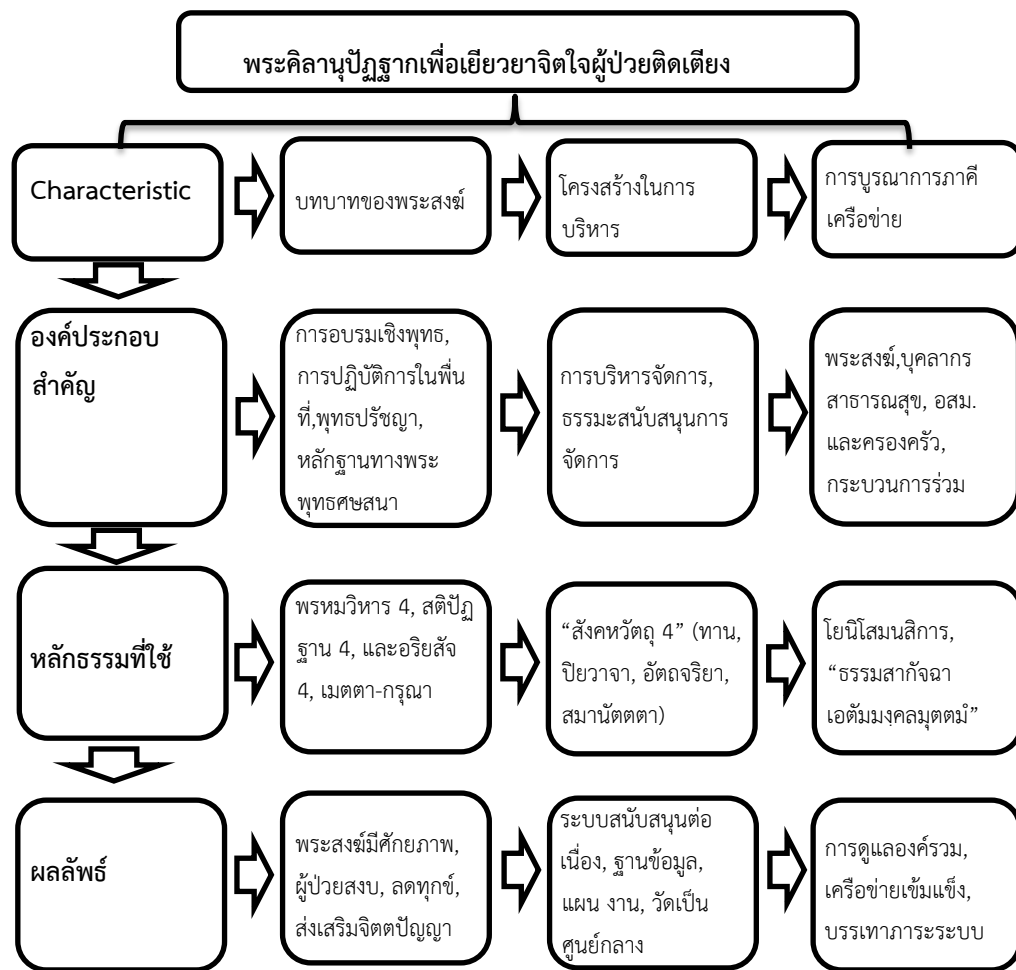 พระคิลานุปัฏฐากเพื่อเยียวยาจิตใจผู้ป่วยติดเตียง
Characteristic
บทบาทของพระสงฆ์
โครงสร้างในการ
บริหาร
การบูรณาการภาคี
เครือข่าย
องค์ประกอบ
สำคัญ
การอบรมเชิงพุทธ,
การปฏิบัติการในพื้น
ที่,พุทธปรัชญา,
หลักฐานทางพระ
พุทธศษสนา
การบริหารจัดการ,
ธรรมะสนับสนุนการ
จัดการ
พระสงฆ์,บุคลากร
สาธารณสุข, อสม.
และครองครัว,
กระบวนการร่วม
หลักธรรมที่ใช้
พรหมวิหาร 4, สติปัฏ
ฐาน 4, และอริยสัจ
4, เมตตา-กรุณา
“สังคหวัตถุ 4” (ทาน,
ปิยวาจา, อัตถจริยา,
สมานัตตตา)
โยนิโสมนสิการ,
“ธรรมสากัจฉา
เอตัมมงฺคลมุตตมํ”
ผลลัพธ์
พระสงฆ์มีศักยภาพ,
ผู้ป่วยสงบ, ลดทุกข์,
ส่งเสริมจิตตปัญญา
ระบบสนับสนุนต่อ
เนื่อง, ฐานข้อมูล,
แผน งาน, วัดเป็น
ศูนย์กลาง
การดูแลองค์รวม,
เครือข่ายเข้มแข็ง,
บรรเทาภาระระบบ